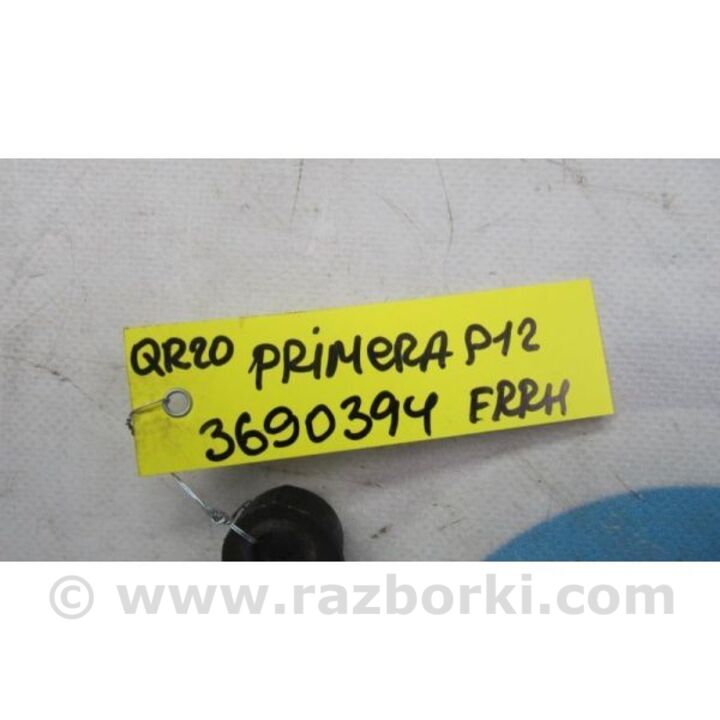 QR20 PRiMeRA P12
3690394 FRRH
© www.razborki.com